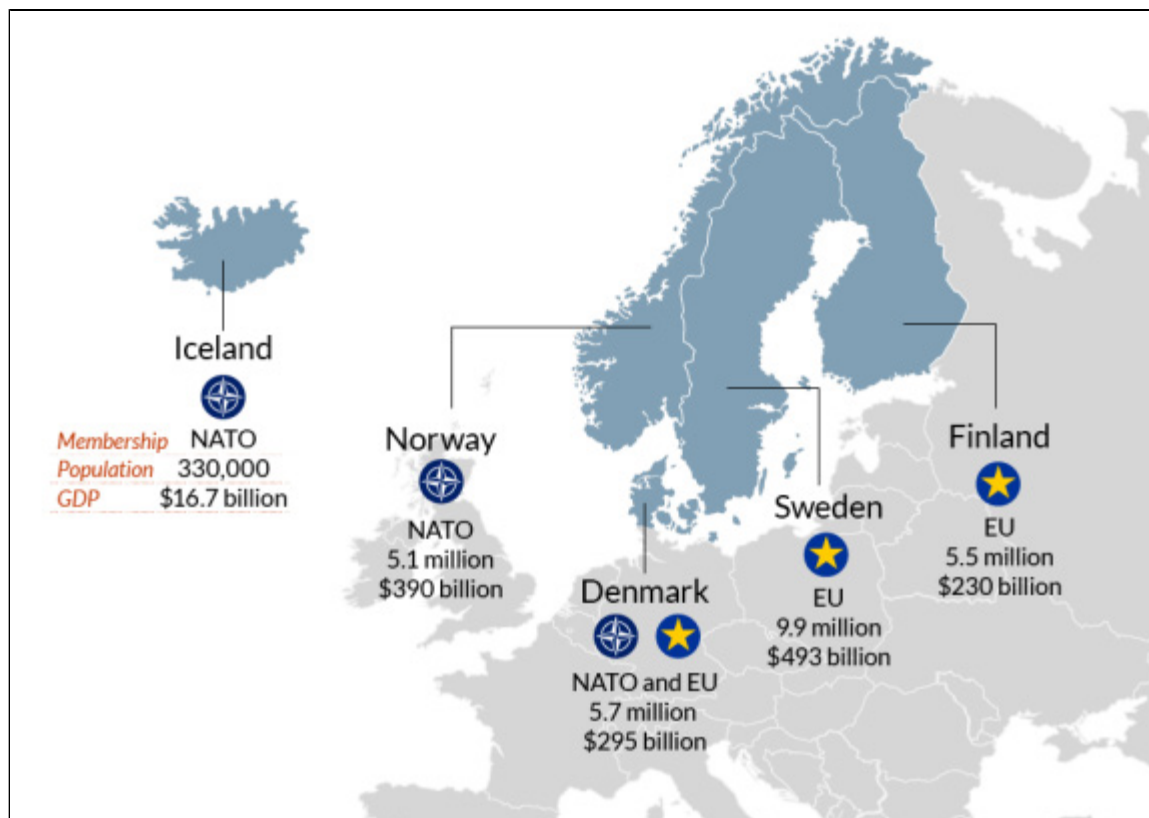 Iceland
Membership NATO
Population 330,000
GDP $16.7 billion
Norway
NATO
5.1 million
$390 billion
Denmark
NATO and EU
5.7 million
$295 billion
Sweden
EU
9.9 million
$493 billion
Finland
EU
5.5 million
$230 billion